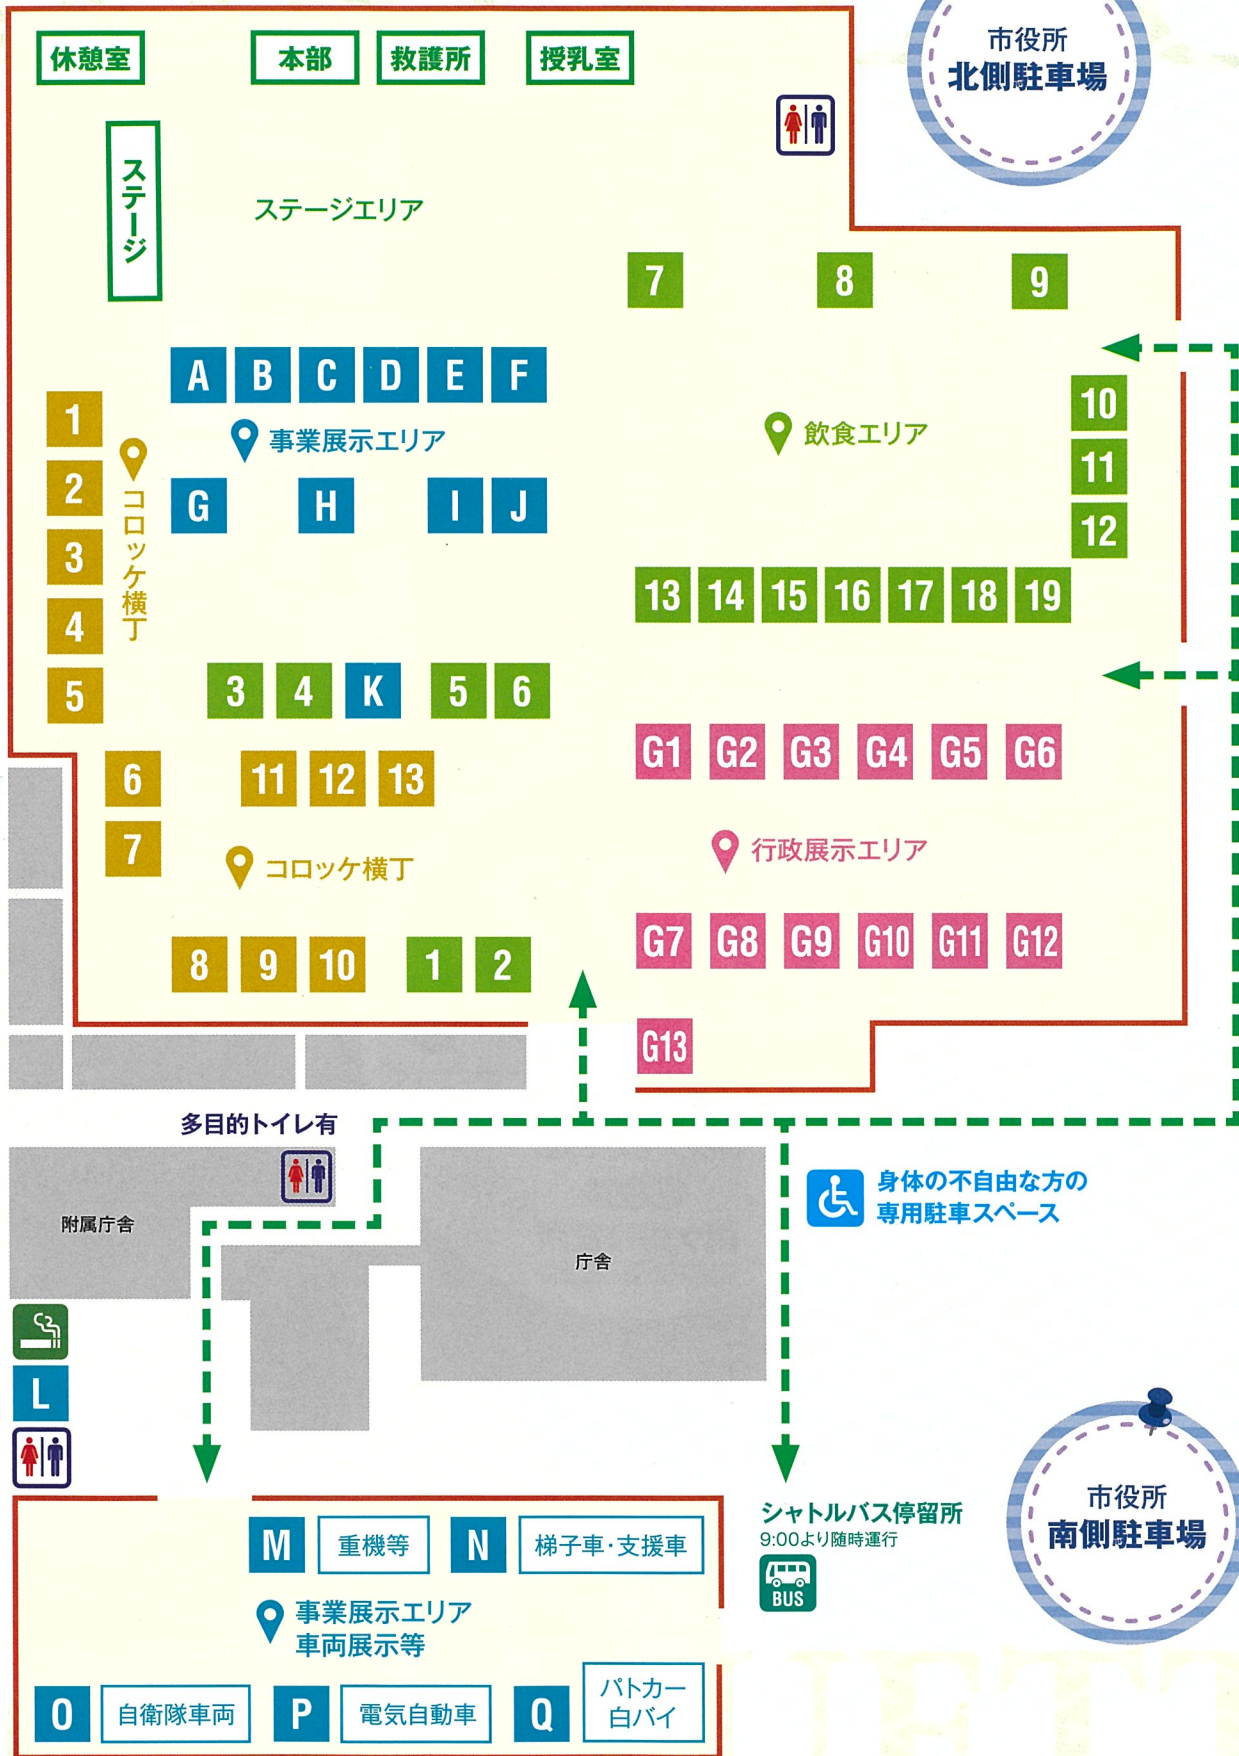 休憩室
本部
救護所
授乳室
市役所
北側駐車場
ステージ
ステージエリア
7
8
9
A
B
C
D
E
F
事業展示エリア
飲食エリア
10
11
12
1
2
3
4
5
コロッケ横丁
G
H
I
J
13
14
15
16
17
18
19
3
4
K
5
6
G1
G2
G3
G4
G5
G6
6
7
11
12
13
コロッケ横丁
行政展示エリア
8
9
10
1
2
G7
G8
G9
G10
G11
G12
G13
多目的トイレ有
附属庁舎
庁舎
身体の不自由な方の
専用駐車スペース
L
市役所
南側駐車場
シャトルバス停留所
9:00より随時運行
BUS
M
重機等
N
梯子車・支援車
事業展示エリア
車両展示等
O
自衛隊車両
P
電気自動車
Q
パトカー
白バイ